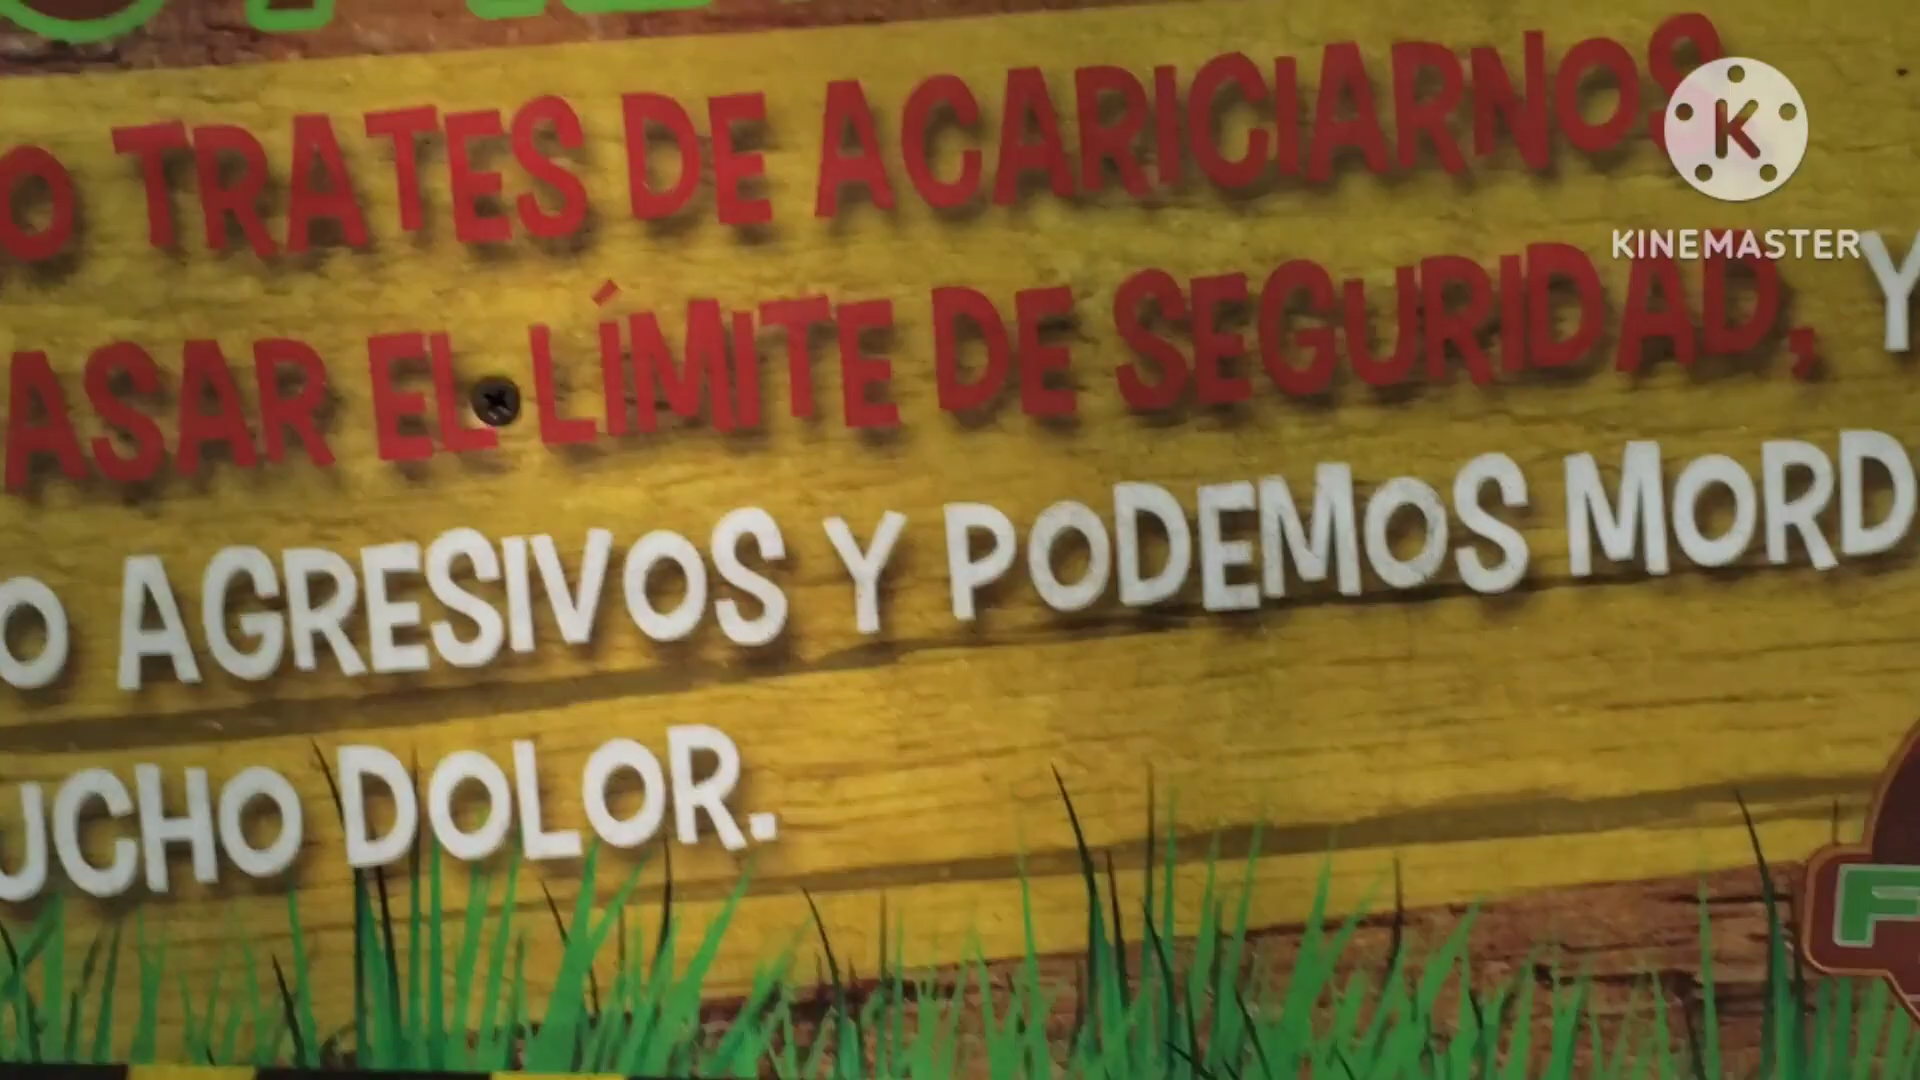 O TRATES DE ACARICIARNOS
ASAR EL LÍMITE DE SEGURIDAD, Y
O AGRESIVOS Y PODEMOS MORD
UCHO DOLOR.
KINEMASTER